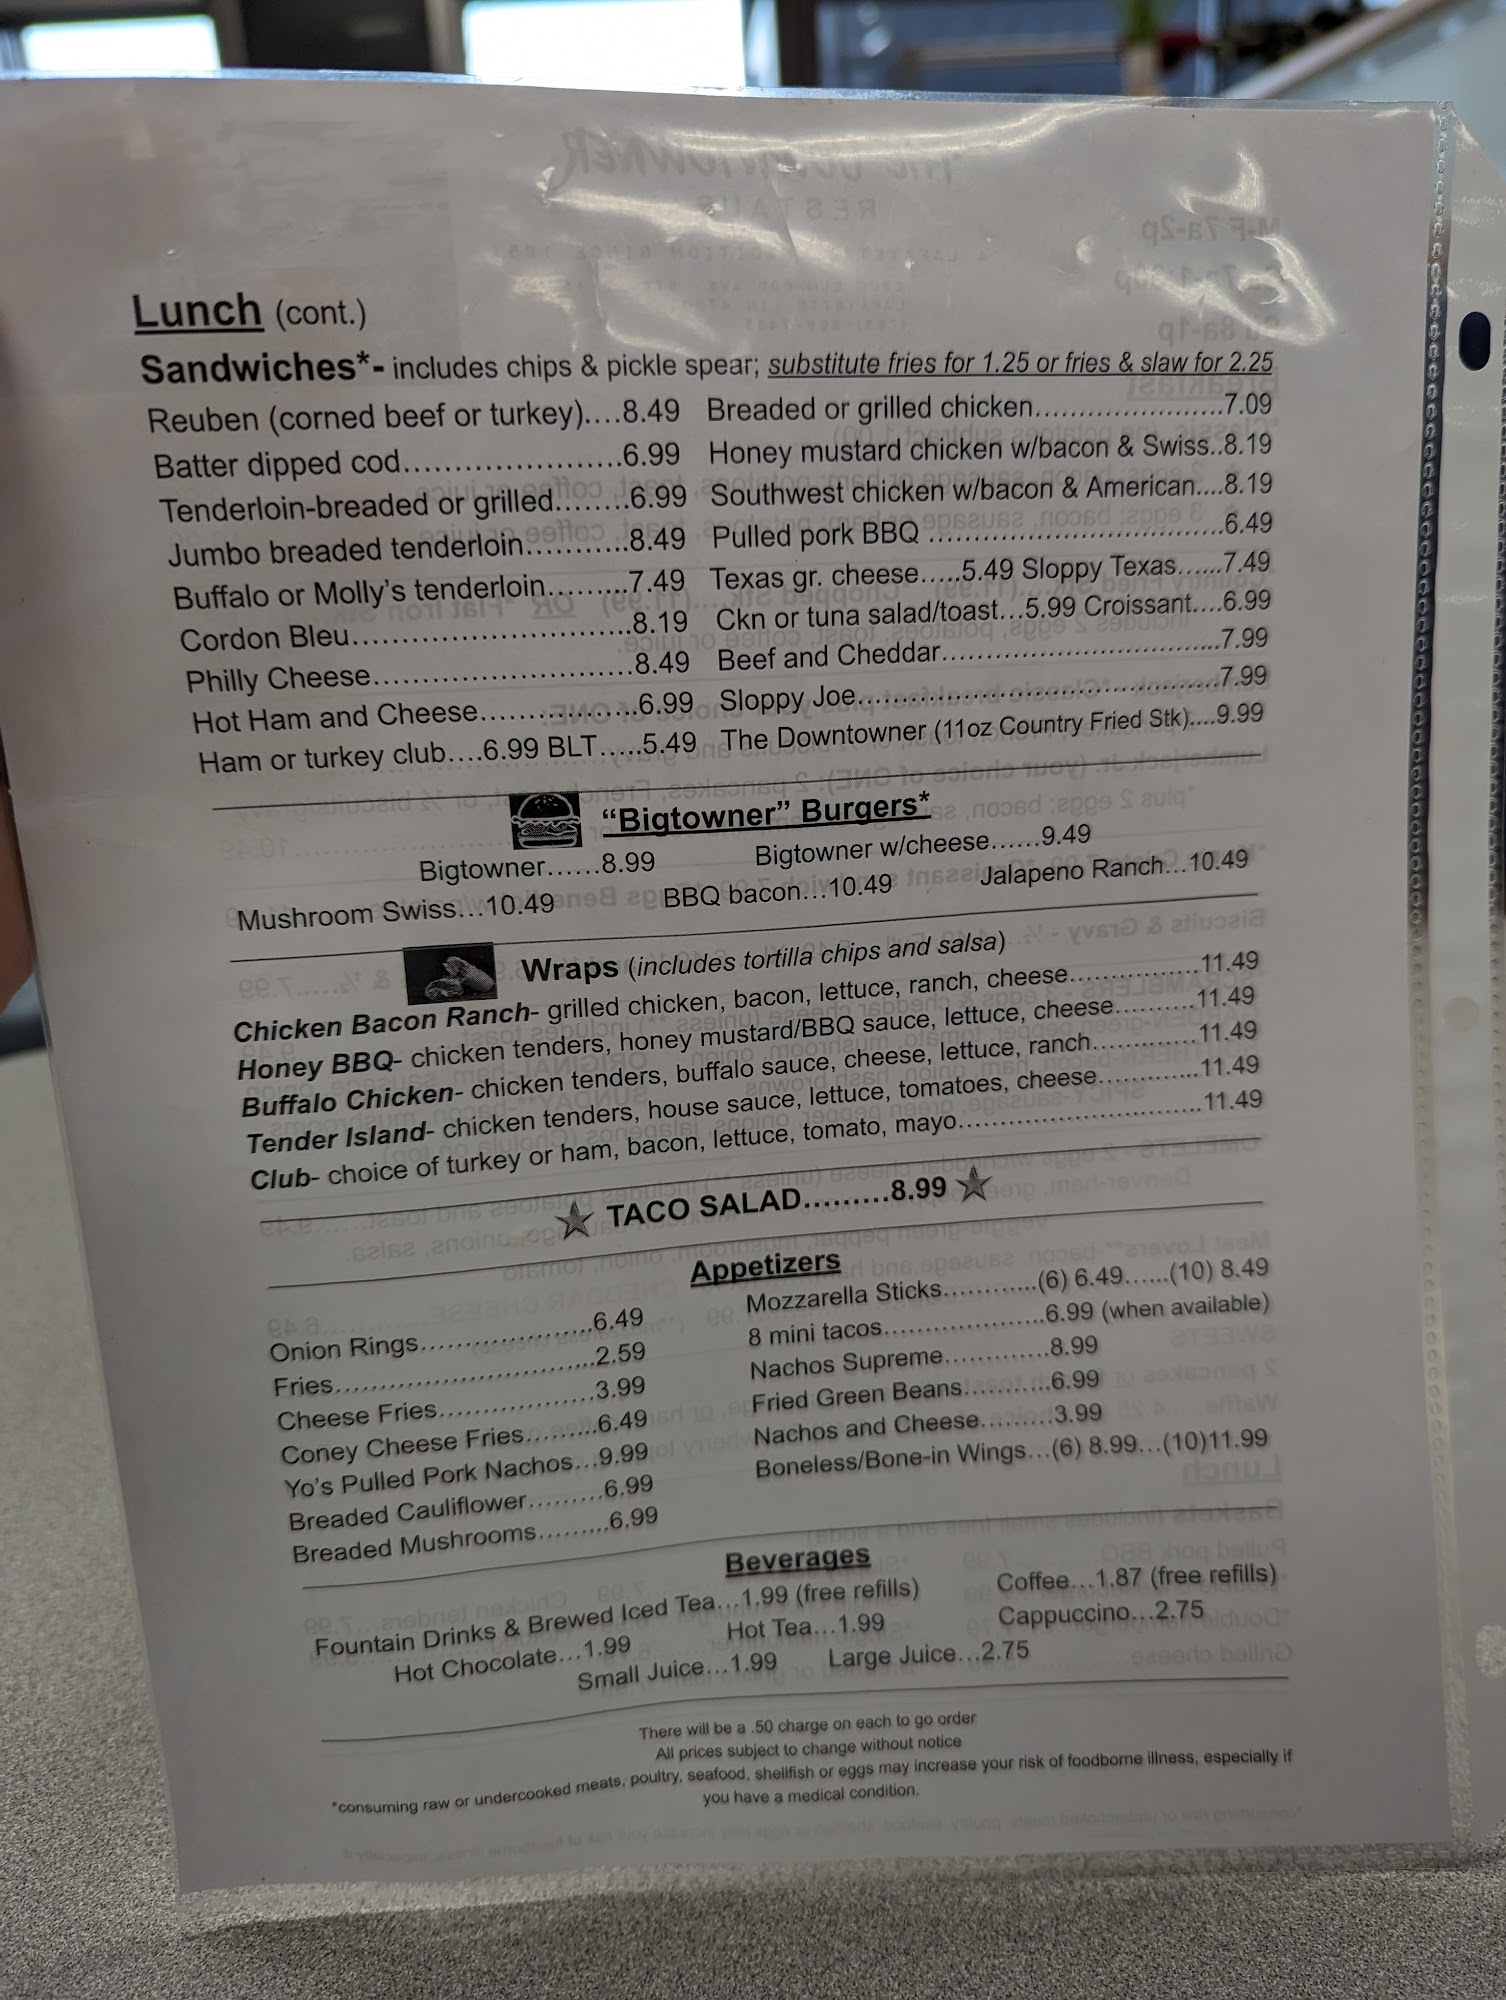 Lunch (cont.)
Sandwiches*- includes chips & pickle spear; substitute fries for 1.25 or fries & slaw for 2.25
Reuben (corned beef or turkey)....8.49 Breaded or grilled chicken......................7.09
Batter dipped cod......................6.99 Honey mustard chicken w/bacon & Swiss..8.19
Tenderloin-breaded or grilled........6.99 Southwest chicken w/bacon & American....8.19
Jumbo breaded tenderloin...........8.49 Pulled pork BBQ ..................................6.49
Buffalo or Molly's tenderloin.........7.49 Texas gr. cheese.....5.49 Sloppy Texas......7.49
Cordon Bleu.............................8.19 Ckn or tuna salad/toast...5.99 Croissant....6.99
Philly Cheese...........................8.49 Beef and Cheddar................................7.99
Hot Ham and Cheese................6.99 Sloppy Joe..........................................7.99
Ham or turkey club....6.99 BLT.....5.49 The Downtowner (11oz Country Fried Stk)....9.99
"Bigtowner" Burgers*
Bigtowner......8.99 Bigtowner w/cheese......9.49
Mushroom Swiss...10.49 BBQ bacon...10.49 Jalapeno Ranch...10.49
Wraps (includes tortilla chips and salsa)
Chicken Bacon Ranch- grilled chicken, bacon, lettuce, ranch, cheese.................11.49
Honey BBQ- chicken tenders, honey mustard/BBQ sauce, lettuce, cheese...........11.49
Buffalo Chicken- chicken tenders, buffalo sauce, cheese, lettuce, ranch..............11.49
Tender Island- chicken tenders, house sauce, lettuce, tomatoes, cheese.............11.49
Club- choice of turkey or ham, bacon, lettuce, tomato, mayo...............................11.49
TACO SALAD.........8.99
Appetizers
Onion Rings......................6.49
Fries.................................2.59
Cheese Fries....................3.99
Coney Cheese Fries.........6.49
Yo's Pulled Pork Nachos...9.99
Breaded Cauliflower.........6.99
Breaded Mushrooms.........6.99
Mozzarella Sticks............(6) 6.49......(10) 8.49
8 mini tacos....................6.99 (when available)
Nachos Supreme.............8.99
Fried Green Beans...........6.99
Nachos and Cheese.........3.99
Boneless/Bone-in Wings...(6) 8.99...(10)11.99
Beverages
Fountain Drinks & Brewed Iced Tea...1.99 (free refills) Coffee...1.87 (free refills)
Hot Chocolate...1.99 Hot Tea...1.99 Cappuccino...2.75
Small Juice...1.99 Large Juice...2.75
There will be a .50 charge on each to go order
All prices subject to change without notice
*consuming raw or undercooked meats, poultry, seafood, shellfish or eggs may increase your risk of foodborne illness, especially if
you have a medical condition.